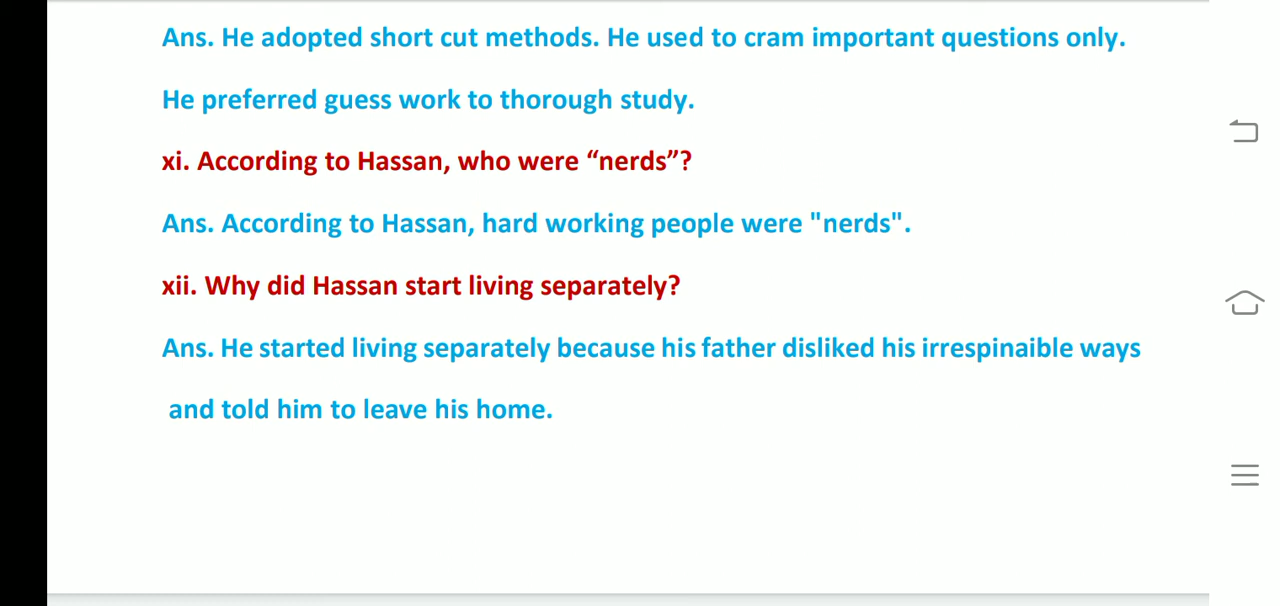 Ans. He adopted short cut methods. He used to cram important questions only.
He preferred guess work to thorough study.
xi. According to Hassan, who were “nerds”?
Ans. According to Hassan, hard working people were "nerds".
xii. Why did Hassan start living separately?
Ans. He started living separately because his father disliked his irrespinaible ways
and told him to leave his home.